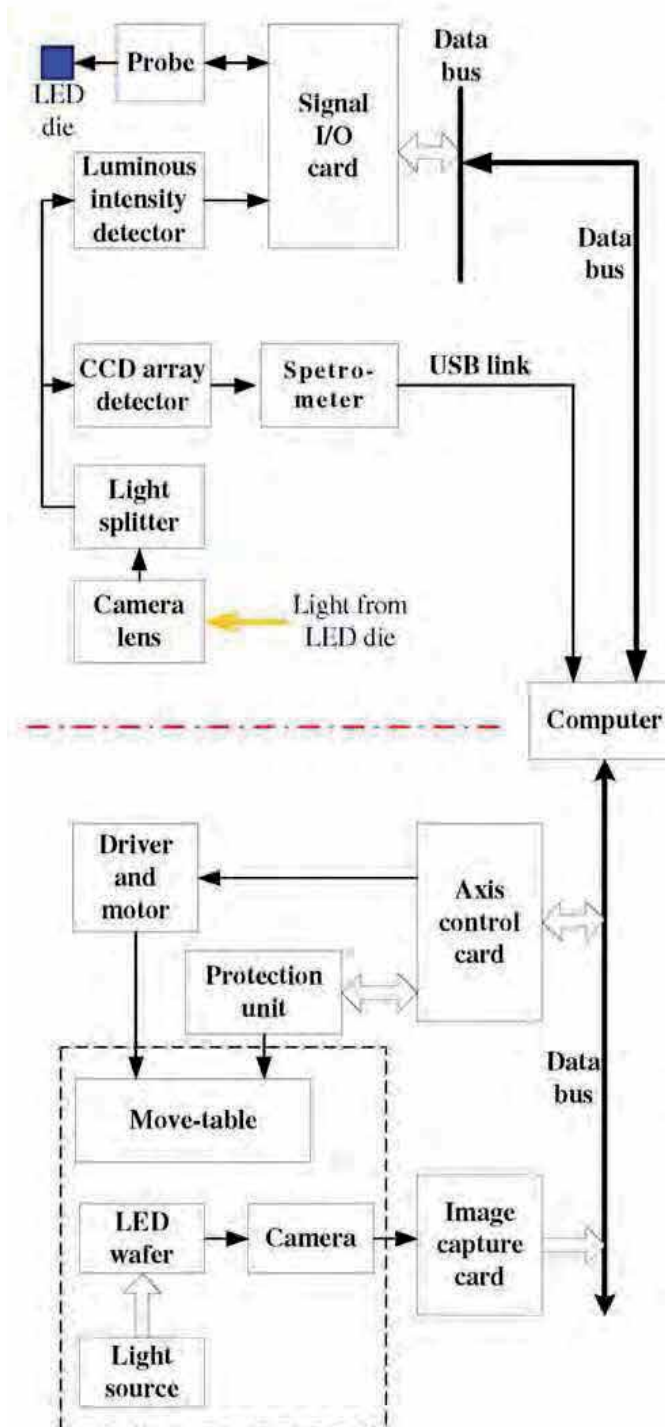 Probe
LED
die
Signal
I/O
card
Data
bus
Luminous
intensity
detector
Data
bus
CCD array
detector
Spetro-
meter
USB link
Light
splitter
Camera
lens
Light from
LED die
Computer
Driver
and
motor
Axis
control
card
Protection
unit
Move-table
Data
bus
LED
wafer
Camera
Image
capture
card
Light
source